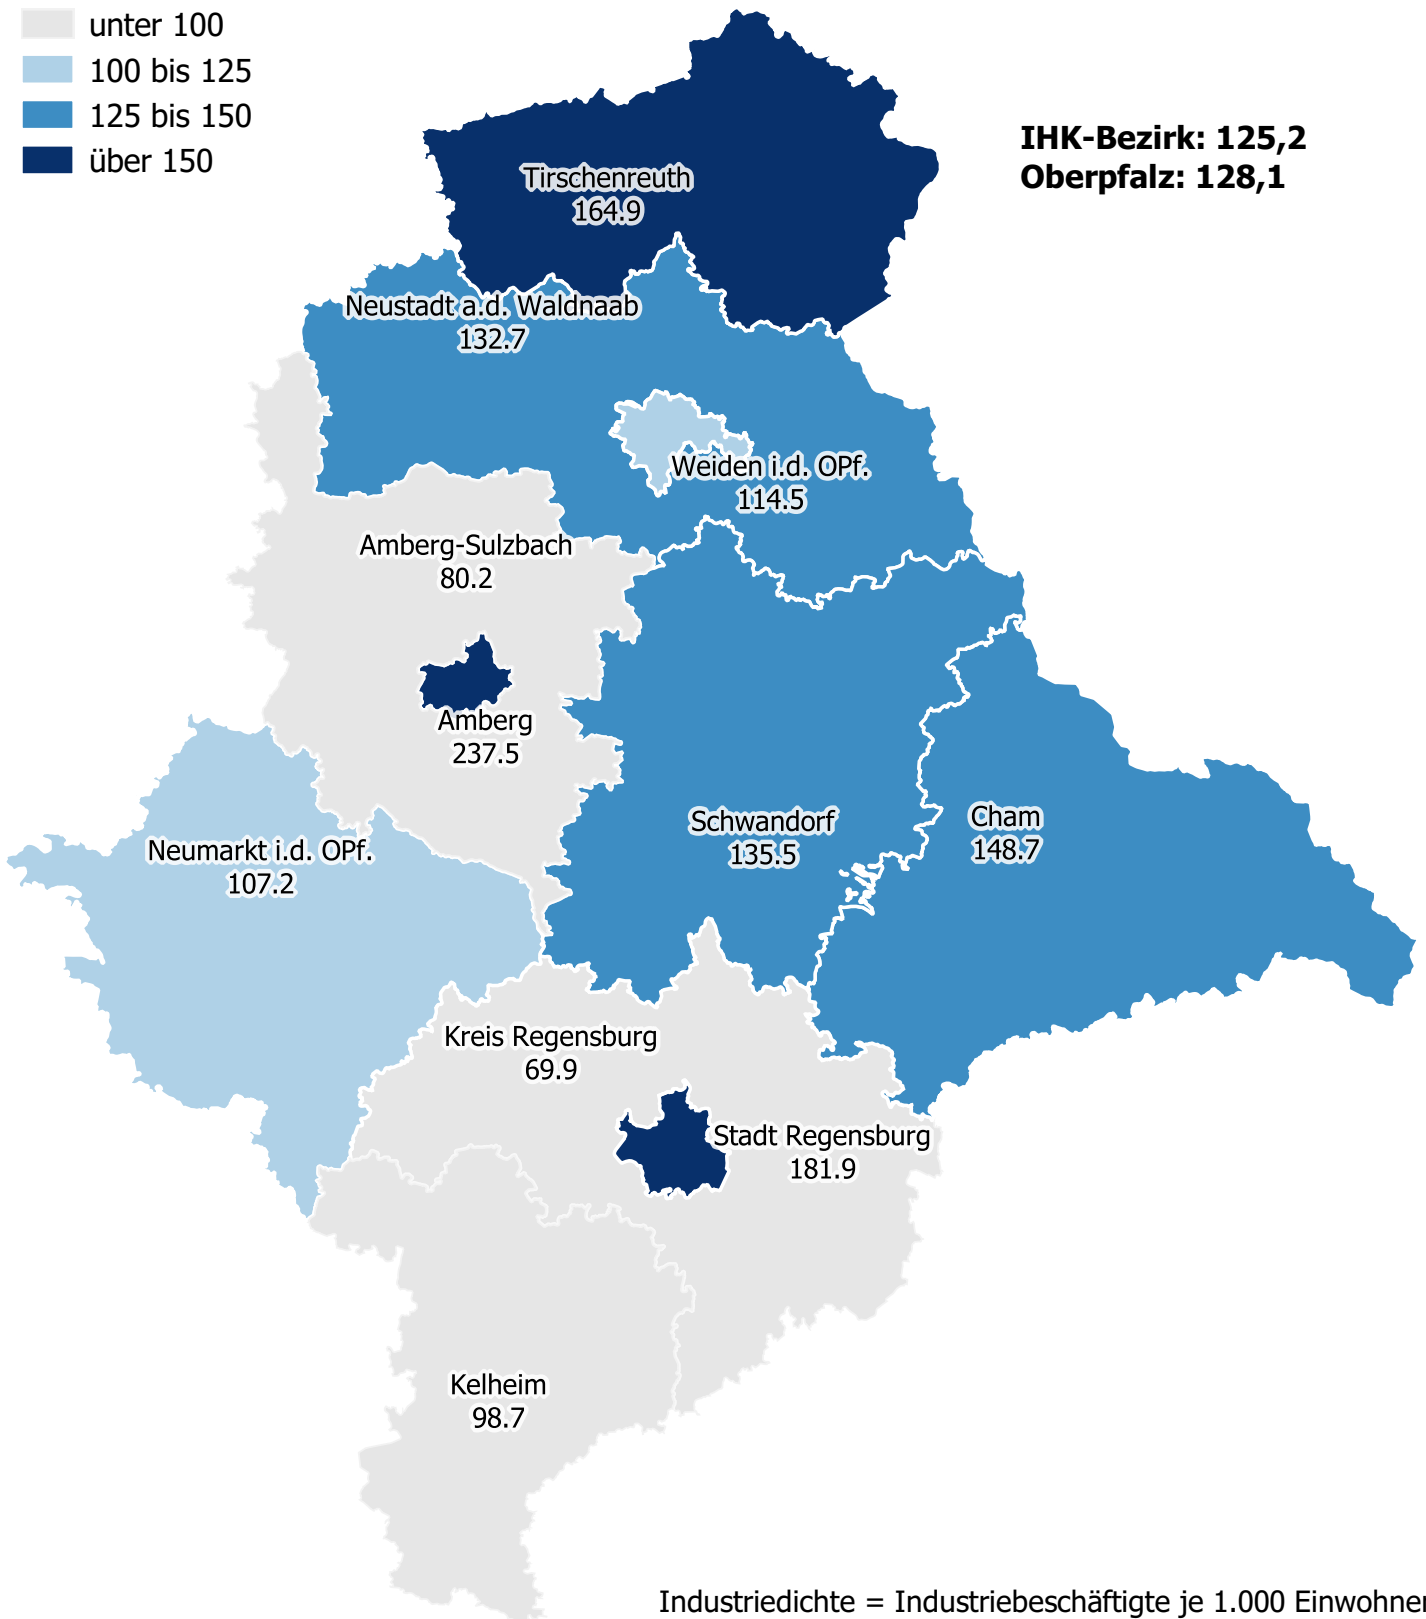 unter 100
100 bis 125
125 bis 150
über 150
IHK-Bezirk: 125,2
Oberpfalz: 128,1
Tirschenreuth
164.9
Neustadt a.d. Waldnaab
132.7
Weiden i.d. OPf.
114.5
Amberg-Sulzbach
80.2
Amberg
237.5
Schwandorf
135.5
Cham
148.7
Neumarkt i.d. OPf.
107.2
Kreis Regensburg
69.9
Stadt Regensburg
181.9
Kelheim
98.7
Industriedichte = Industriebeschäftigte je 1.000 Einwohner